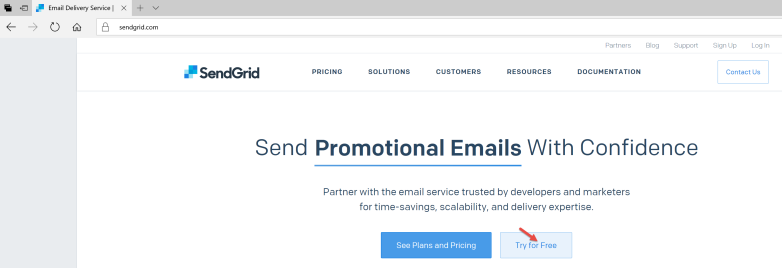 Email Delivery Service |
sendgrid.com
Partners Blog Support Sign Up Log In
SendGrid PRICING SOLUTIONS CUSTOMERS RESOURCES DOCUMENTATION Contact Us
Send Promotional Emails With Confidence
Partner with the email service trusted by developers and marketers
for time-savings, scalability, and delivery expertise.
See Plans and Pricing Try for Free